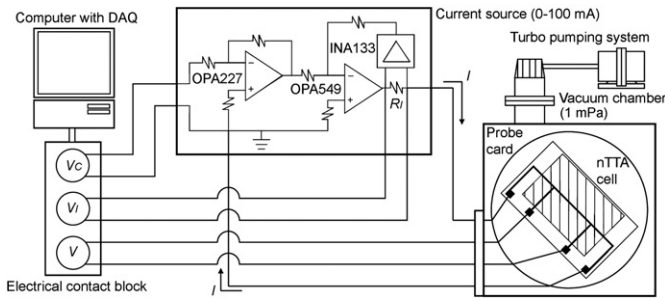 Computer with DAQ
Current source (0-100 mA)
Turbo pumping system
INA133
OPA227
OPA549
RI
I
Vacuum chamber
(1 mPa)
Probe
card
nTTA
cell
VC
VI
V
I
Electrical contact block